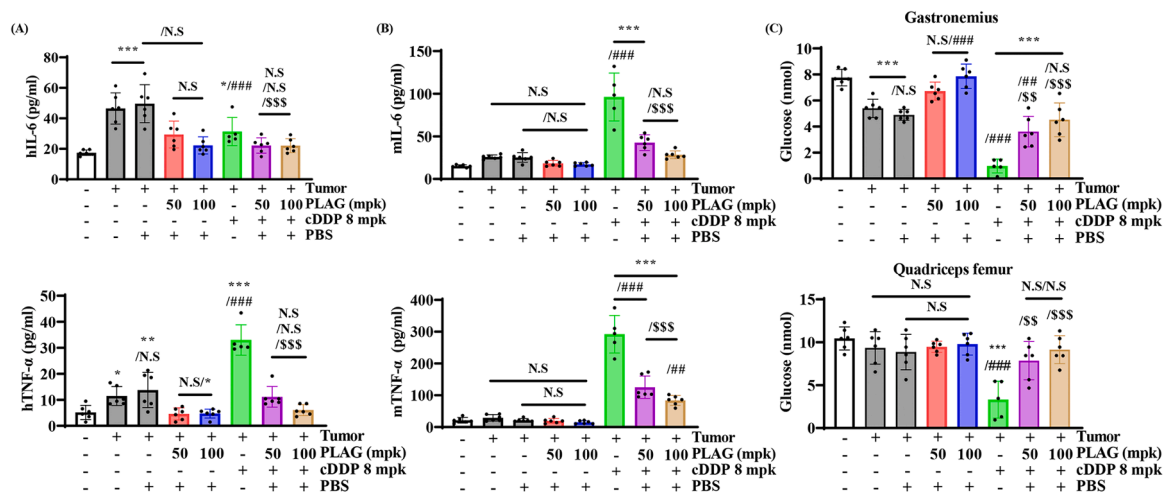 (A)
/N.S
***
N.S
*/###
N.S
/N.S
/$$$
hIL-6 (pg/ml)
80
60
40
20
0
- + + + + + + + Tumor
- - - 50 100 - 50 100 PLAG (mpk)
- - - - - + + + cDDP 8 mpk
- - + + + - + + PBS
*
**
/N.S
N.S/*
***
/###
N.S
/N.S
/$$$
hTNF-α (pg/ml)
50
40
30
20
10
0
- + + + + + + + Tumor
- - - 50 100 - 50 100 PLAG (mpk)
- - - - - + + + cDDP 8 mpk
- - + + + - + + PBS
(B)
***
/###
N.S
/N.S
/N.S
/$$$
mIL-6 (pg/ml)
150
100
50
0
- + + + + + + + Tumor
- - - 50 100 - 50 100 PLAG (mpk)
- - - - - + + + cDDP 8 mpk
- - + + + - + + PBS
***
/###
/$$$
/##
N.S
N.S
mTNF-α (pg/ml)
400
300
200
100
0
- + + + + + + + Tumor
- - - 50 100 - 50 100 PLAG (mpk)
- - - - - + + + cDDP 8 mpk
- - + + + - + + PBS
(C)
Gastronemius
N.S/###
***
***
/N.S
/###
/##
/$$
/N.S
/$$$
Glucose (nmol)
10
8
6
4
2
0
- + + + + + + + Tumor
- - - 50 100 - 50 100 PLAG (mpk)
- - - - - + + + cDDP 8 mpk
- - + + + - + + PBS
Quadriceps femur
N.S
N.S
N.S/N.S
/$$
/$$$
***
/###
Glucose (nmol)
15
10
5
0
- + + + + + + + Tumor
- - - 50 100 - 50 100 PLAG (mpk)
- - - - - + + + cDDP 8 mpk
- - + + + - + + PBS